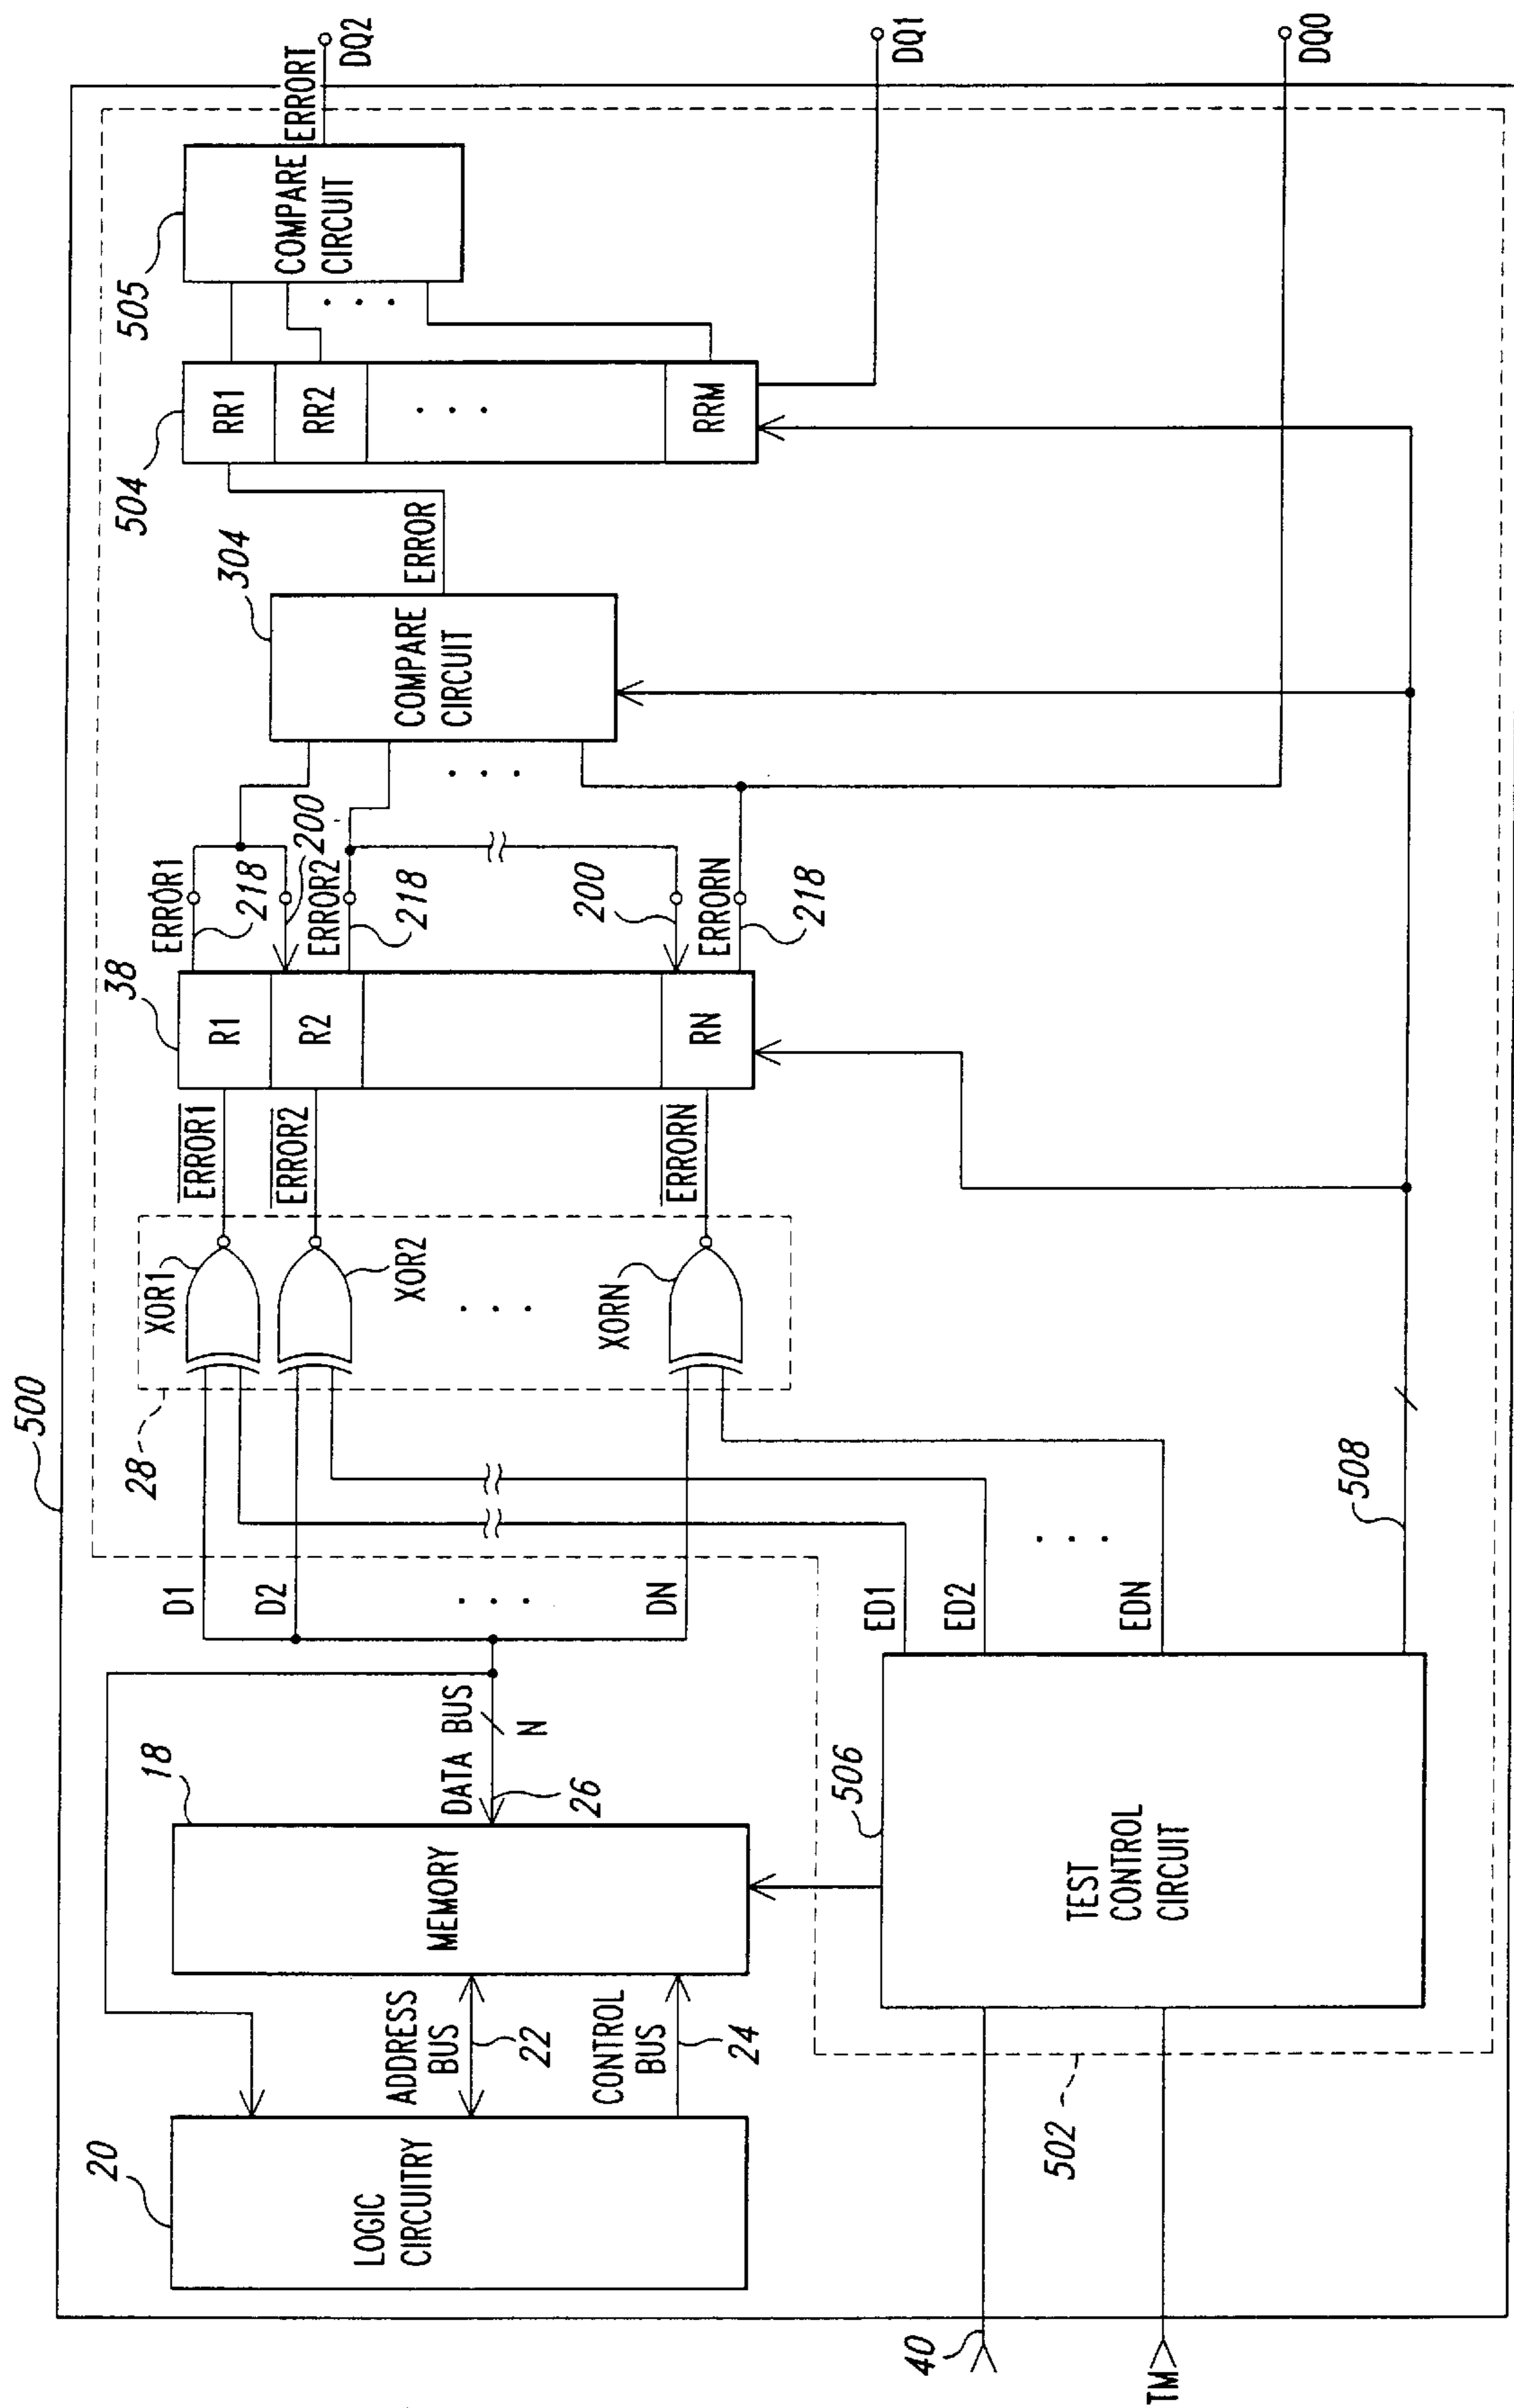 500
20
LOGIC
CIRCUITRY
ADDRESS
BUS
22
CONTROL
BUS
24
18
MEMORY
DATA BUS
N
26
D1
D2
. . .
DN
28
XOR1
XOR2
. . .
XORN
ERROR1
ERROR2
ERRORN
38
R1
R2
RN
ERROR1
218
200
ERROR2
218
200
ERRORN
218
304
COMPARE
CIRCUIT
. . .
ERROR
504
RR1
RR2
. . .
RRM
505
COMPARE
CIRCUIT
. . .
ERRORT
DQ2
DQ1
DQ0
40
TM
502
506
TEST
CONTROL
CIRCUIT
ED1
ED2
. . .
EDN
508